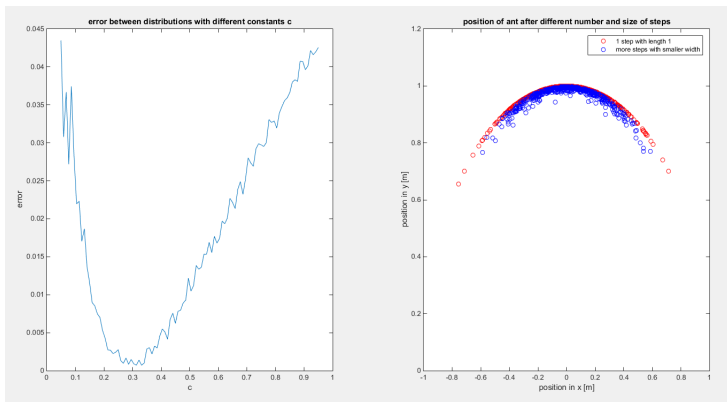 error between distributions with different constants c
0.045
0.04
0.035
0.03
0.025
0.02
0.015
0.01
0.005
0
error
0 0.1 0.2 0.3 0.4 0.5 0.6 0.7 0.8 0.9 1
c
position of ant after different number and size of steps
1.2
1
0.8
0.6
0.4
0.2
0
position in y [m]
1 step with length 1
more steps with smaller width
-1 -0.8 -0.6 -0.4 -0.2 0 0.2 0.4 0.6 0.8 1
position in x [m]